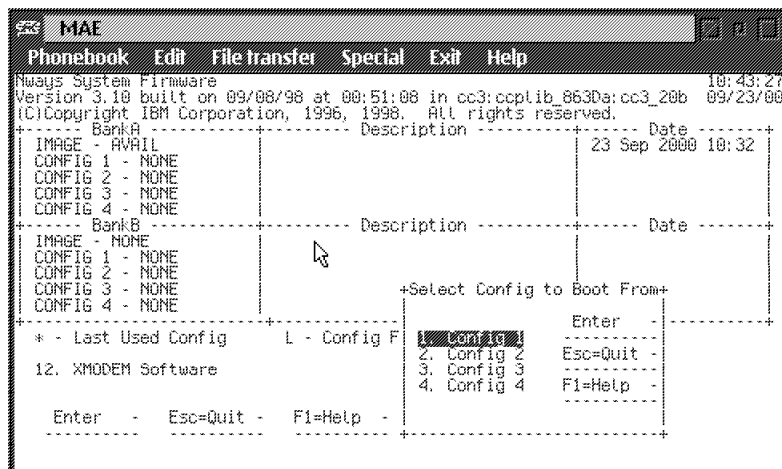 MAE
Phonebook Edit File transfer Special Exit Help
Nways System Firmware 10:43:27
Version 3.10 built on 09/08/98 at 00:51:08 in cc3:ccplib_863Da:cc3_20b 09/23/00
(C)Copyright IBM Corporation, 1996, 1998. All rights reserved.
+------- BankA -----------+--------- Description ----------+------ Date -------+
| IMAGE - AVAIL | | 23 Sep 2000 10:32 |
| CONFIG 1 - NONE
| CONFIG 2 - NONE
| CONFIG 3 - NONE
| CONFIG 4 - NONE
+------- BankB -----------+--------- Description ----------+------ Date -------+
| IMAGE - NONE
| CONFIG 1 - NONE
| CONFIG 2 - NONE
| CONFIG 3 - NONE +Select Config to Boot From+
| CONFIG 4 - NONE
Enter -
* - Last Used Config L - Config F 1. Config 1
2. Config 2 Esc=Quit -
12. XMODEM Software 3. Config 3
4. Config 4 F1=Help -
Enter - Esc=Quit - F1=Help -